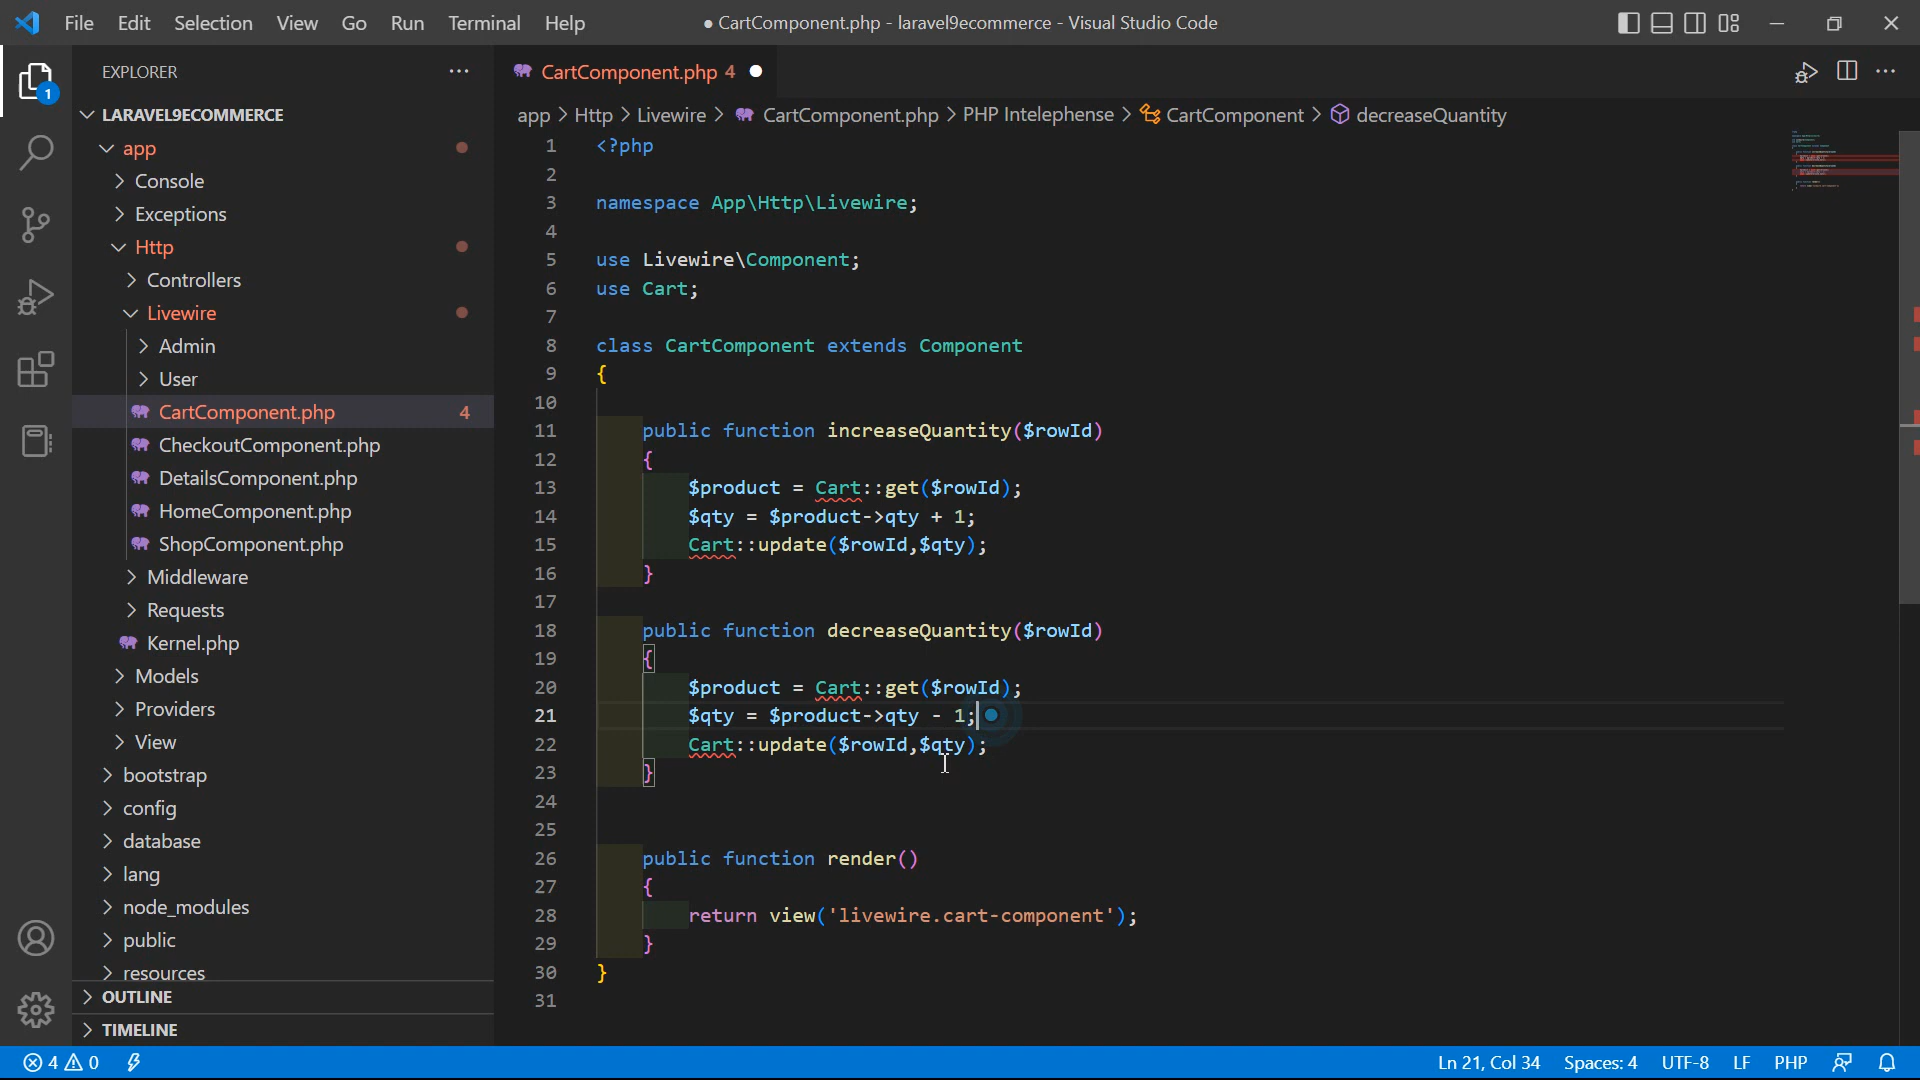 File Edit Selection View Go Run Terminal Help
● CartComponent.php - laravel9ecommerce - Visual Studio Code
EXPLORER
CartComponent.php 4
LARAVEL9ECOMMERCE
app > Http > Livewire > CartComponent.php > PHP Intelephense > CartComponent > decreaseQuantity
1
app
Console
Exceptions
Http
Controllers
Livewire
Admin
User
CartComponent.php 4
CheckoutComponent.php
DetailsComponent.php
HomeComponent.php
ShopComponent.php
Middleware
Requests
Kernel.php
Models
Providers
View
bootstrap
config
database
lang
node_modules
public
resources
OUTLINE
TIMELINE
1 <?php
2
3 namespace App\Http\Livewire;
4
5 use Livewire\Component;
6 use Cart;
7
8 class CartComponent extends Component
9 {
10
11 public function increaseQuantity($rowId)
12 {
13 $product = Cart::get($rowId);
14 $qty = $product->qty + 1;
15 Cart::update($rowId,$qty);
16 }
17
18 public function decreaseQuantity($rowId)
19 {
20 $product = Cart::get($rowId);
21 $qty = $product->qty - 1;
22 Cart::update($rowId,$qty);
23 }
24
25
26 public function render()
27 {
28 return view('livewire.cart-component');
29 }
30 }
31
4 0
Ln 21, Col 34 Spaces: 4 UTF-8 LF PHP